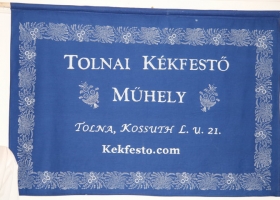 TOLNAI KÉKFESTŐ
MŰHELY
TOLNA, KOSSUTH L. U. 21.
Kekfesto.com